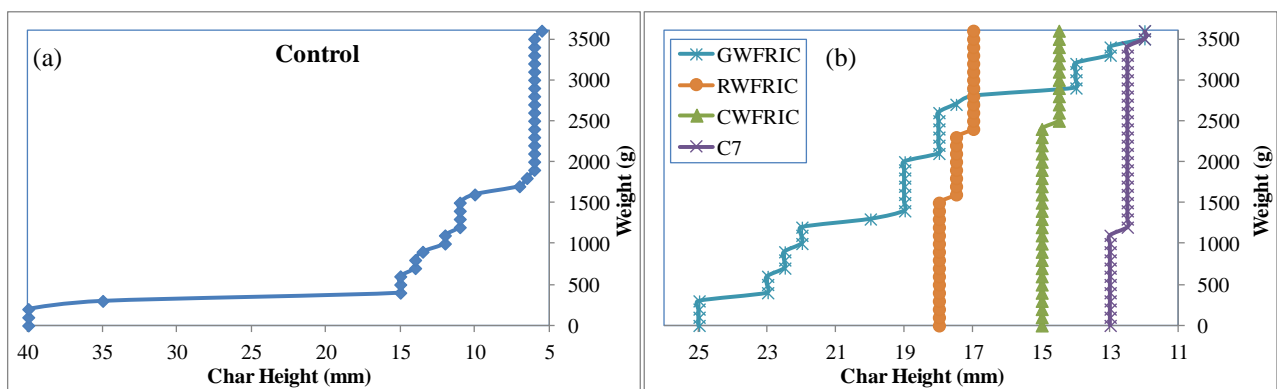 (a)
Control
3500
3000
2500
2000
1500
1000
500
0
Weight (g)
40 35 30 25 20 15 10 5
Char Height (mm)
(b)
GWFRIC
RWFRIC
CWFRIC
C7
3500
3000
2500
2000
1500
1000
500
0
Weight (g)
25 23 21 19 17 15 13 11
Char Height (mm)